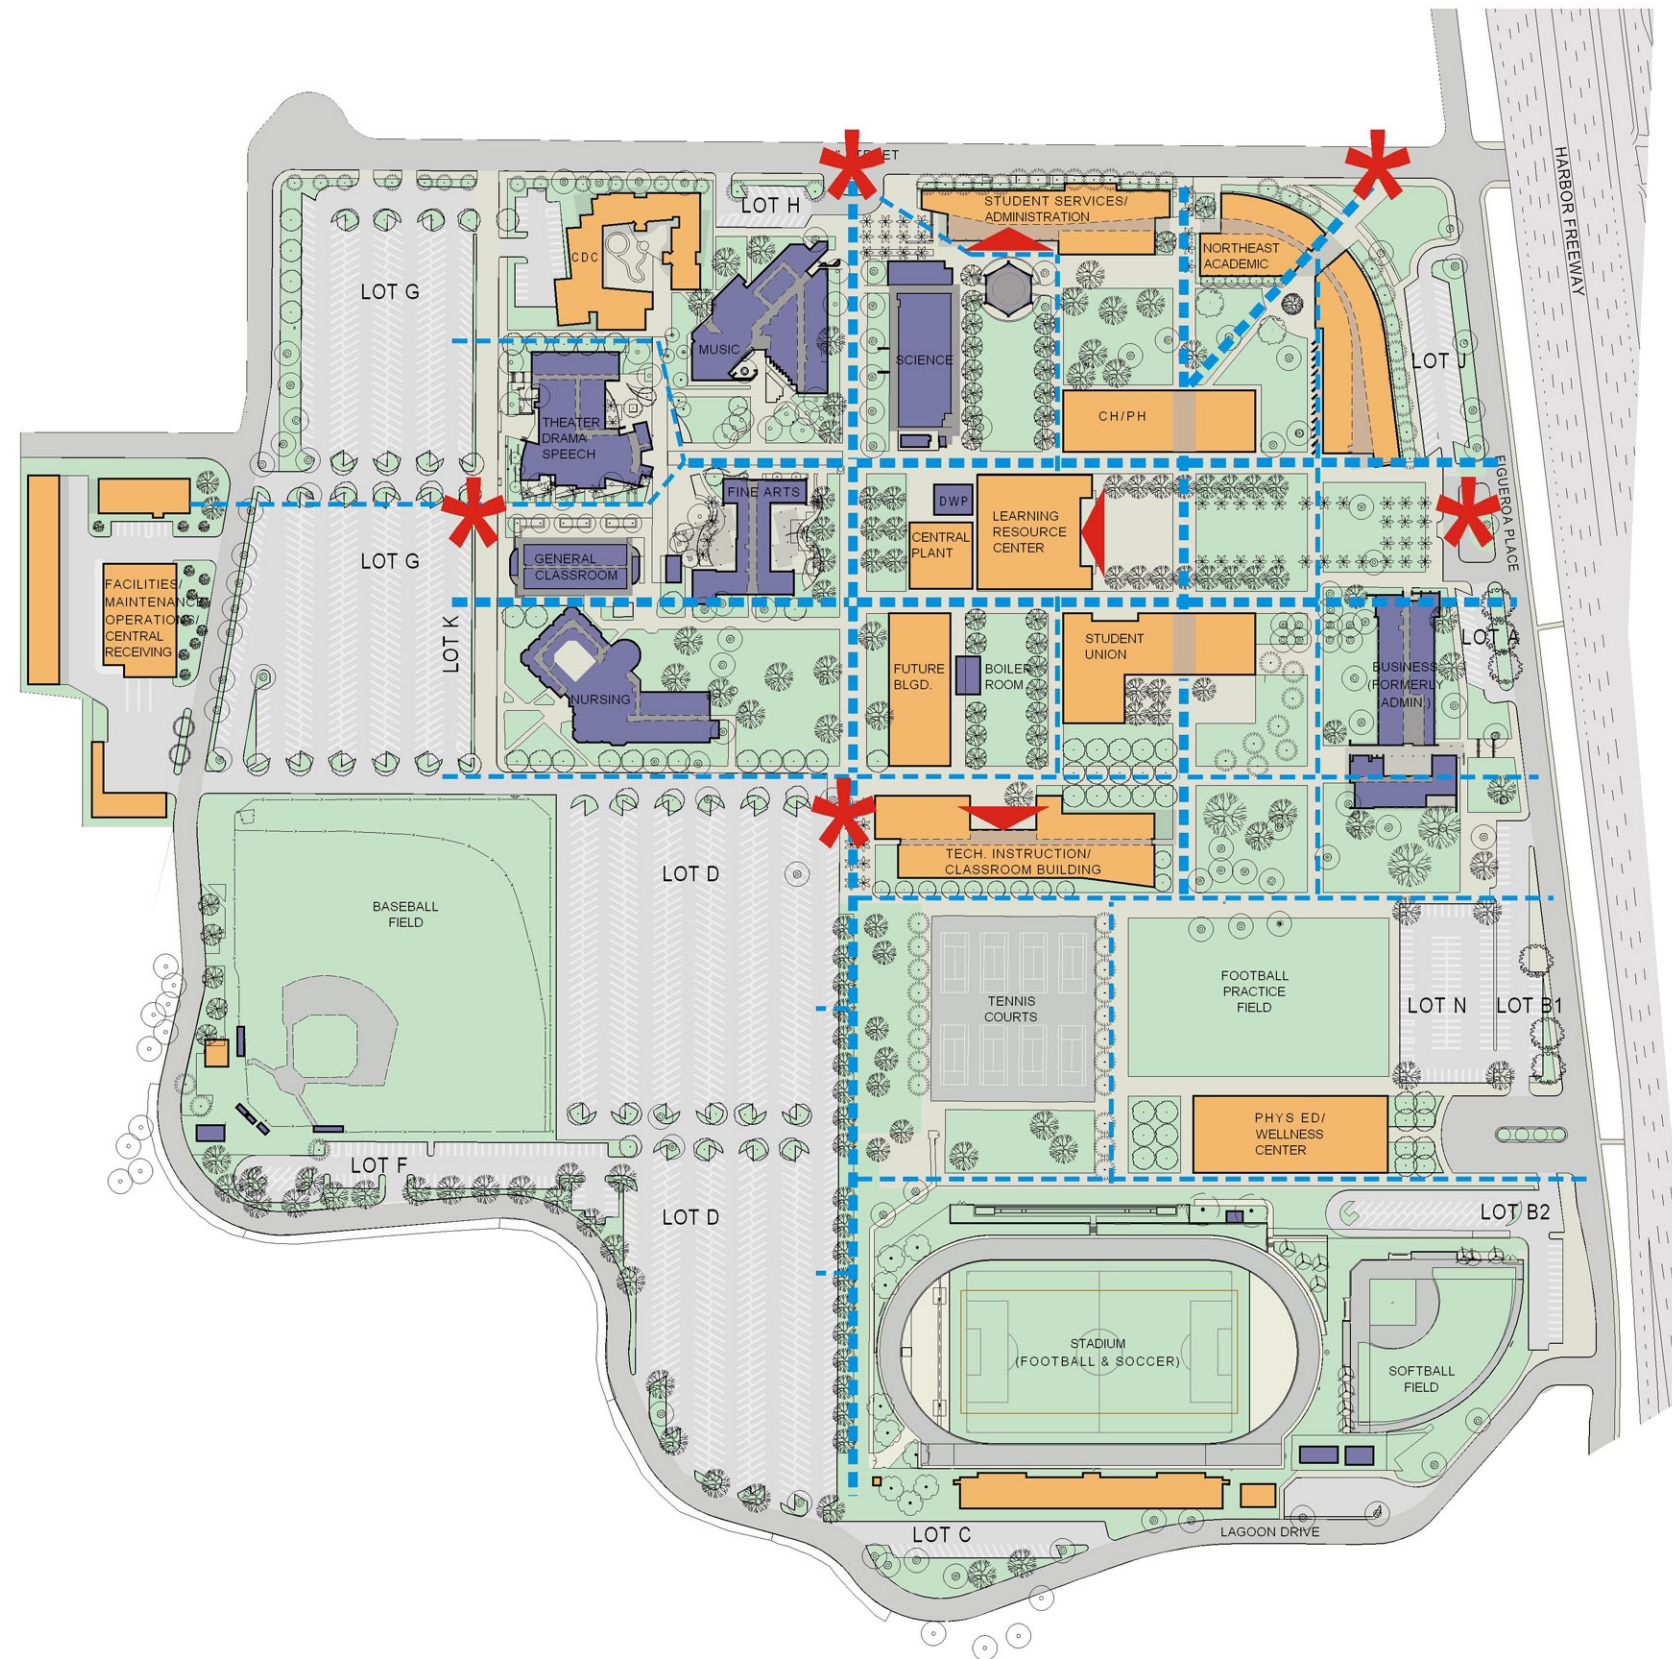 STREET
HARBOR FREEWAY
LOT H
STUDENT SERVICES/
ADMINISTRATION
CDC
NORTHEAST
ACADEMIC
LOT G
MUSIC
SCIENCE
LOT J
THEATER
DRAMA
SPEECH
CH/PH
FIGUEROA PLACE
FINE ARTS
DWP
LEARNING
RESOURCE
CENTER
CENTRAL
PLANT
LOT G
GENERAL
CLASSROOM
FACILITIES/
MAINTENANCE
OPERATIONS/
CENTRAL
RECEIVING
LOT K
STUDENT
UNION
LOT A
NURSING
FUTURE
BLGD.
BOILER
ROOM
BUSINESS
(FORMERLY
ADMIN.)
LOT D
TECH. INSTRUCTION/
CLASSROOM BUILDING
BASEBALL
FIELD
TENNIS
COURTS
FOOTBALL
PRACTICE
FIELD
LOT N
LOT B1
PHYS ED/
WELLNESS
CENTER
LOT F
LOT D
LOT B2
STADIUM
(FOOTBALL & SOCCER)
SOFTBALL
FIELD
LOT C
LAGOON DRIVE